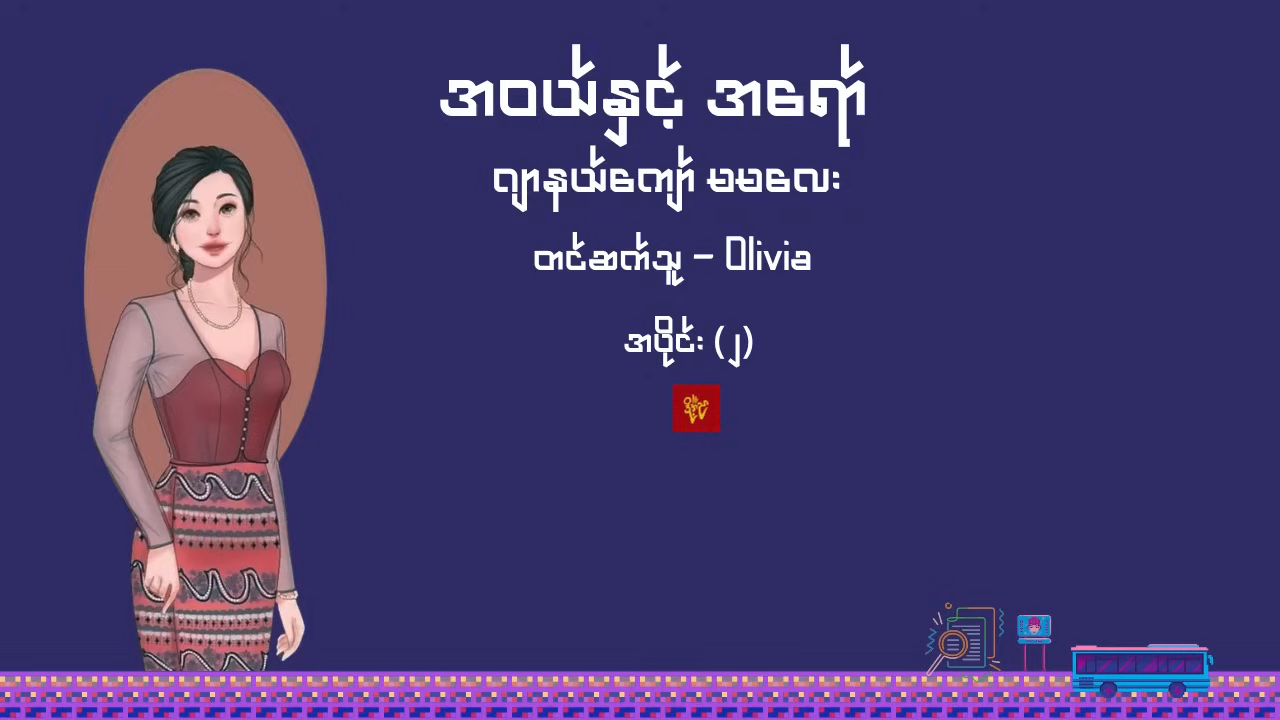 အဝယ်နှင့် အရော်
ဂျာနယ်ကျော် မမလေး
တင်ဆက်သူ – Olivia
အပိုင်း (၂)